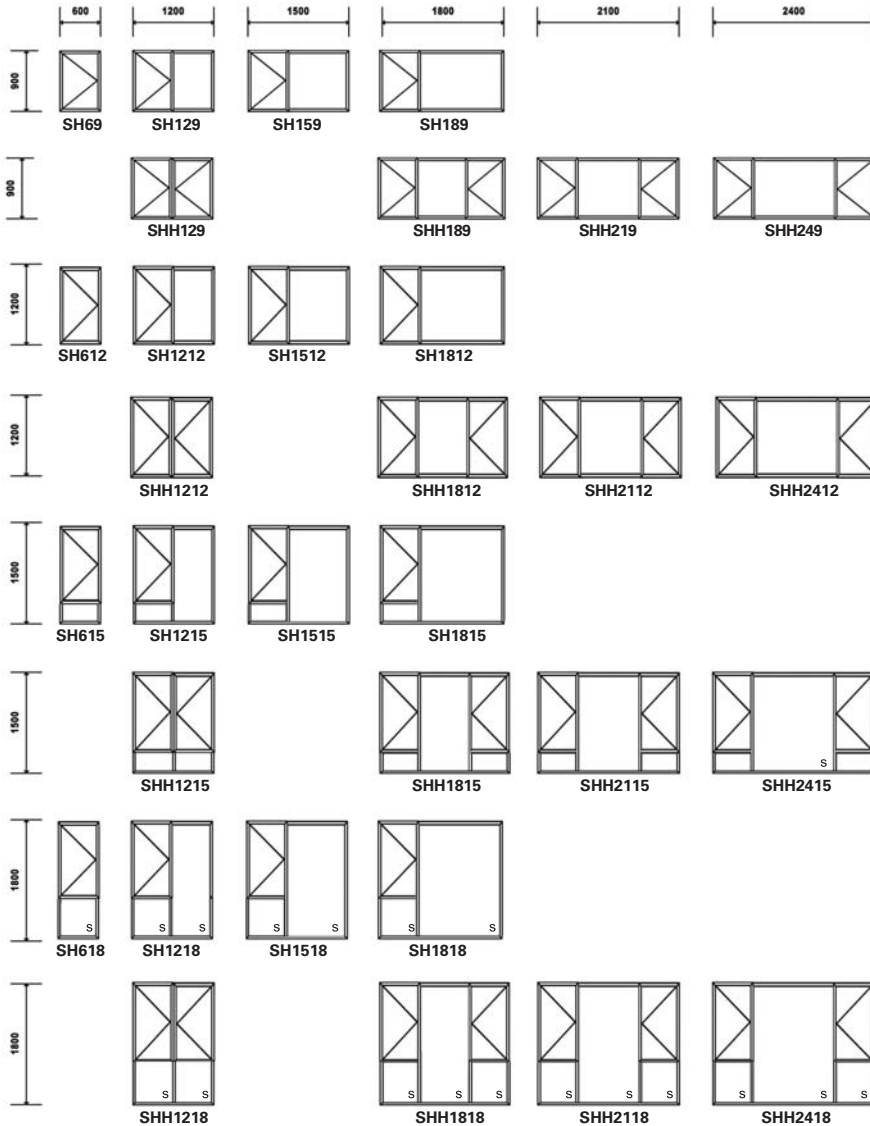 600 1200 1500 1800 2100 2400
900
SH69 SH129 SH159 SH189
900
SHH129 SHH189 SHH219 SHH249
1200
SH612 SH1212 SH1512 SH1812
1200
SHH1212 SHH1812 SHH2112 SHH2412
1500
SH615 SH1215 SH1515 SH1815
1500
S
SHH1215 SHH1815 SHH2115 SHH2415
1800
S S S S S S S
SH618 SH1218 SH1518 SH1818
1800
S S S S S S S S S S S
SHH1218 SHH1818 SHH2118 SHH2418